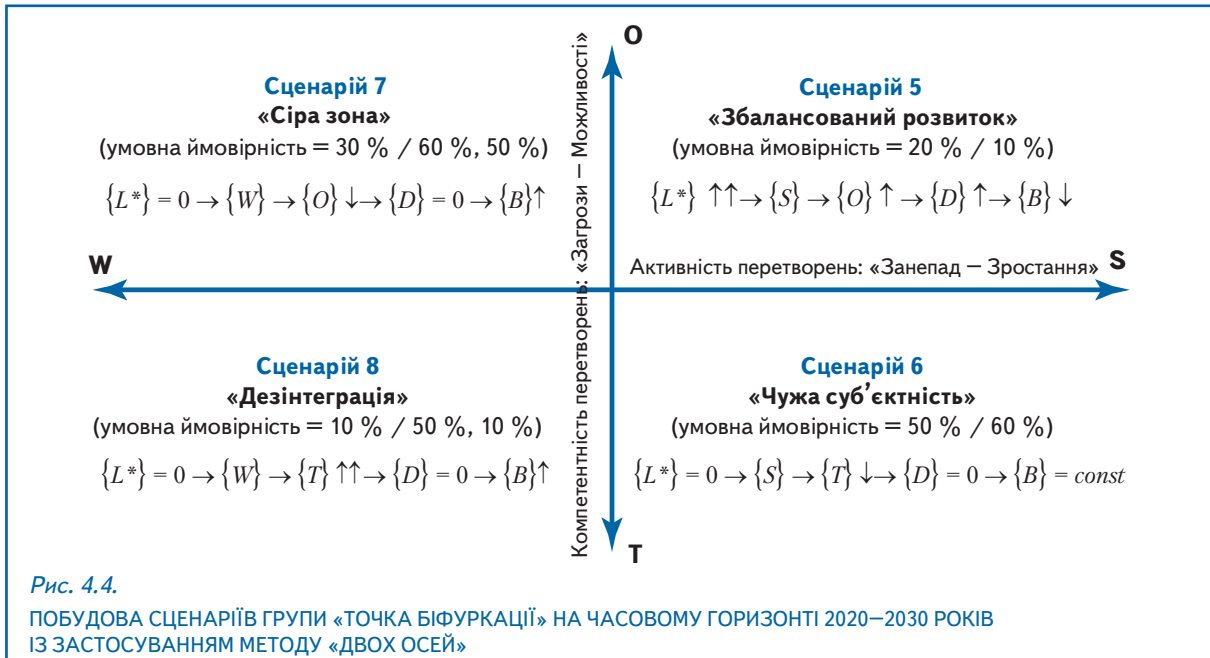 O
Сценарій 7
«Сіра зона»
(умовна ймовірність = 30 % / 60 %, 50 %)
{L*} = 0 → {W} → {O} ↓→ {D} = 0 → {B}↑
Сценарій 5
«Збалансований розвиток»
(умовна ймовірність = 20 % / 10 %)
{L*} ↑↑→ {S} → {O} ↑ → {D} ↑→ {B} ↓
Компетентність перетворень: «Загрози – Можливості»
W
Активність перетворень: «Занепад – Зростання»
S
Сценарій 8
«Дезінтеграція»
(умовна ймовірність = 10 % / 50 %, 10 %)
{L*} = 0 → {W} → {T} ↑↑→ {D} = 0 → {B}↑
Сценарій 6
«Чужа суб’єктність»
(умовна ймовірність = 50 % / 60 %)
{L*} = 0 → {S} → {T} ↓→ {D} = 0 → {B} = const
T
Рис. 4.4.
ПОБУДОВА СЦЕНАРІЇВ ГРУПИ «ТОЧКА БІФУРКАЦІЇ» НА ЧАСОВОМУ ГОРИЗОНТІ 2020–2030 РОКІВ
ІЗ ЗАСТОСУВАННЯМ МЕТОДУ «ДВОХ ОСЕЙ»